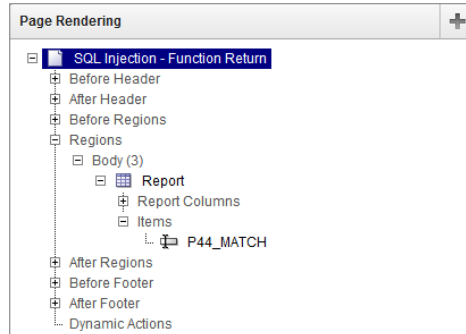 Page Rendering
SQL Injection - Function Return
Before Header
After Header
Before Regions
Regions
Body (3)
Report
Report Columns
Items
P44_MATCH
After Regions
Before Footer
After Footer
Dynamic Actions